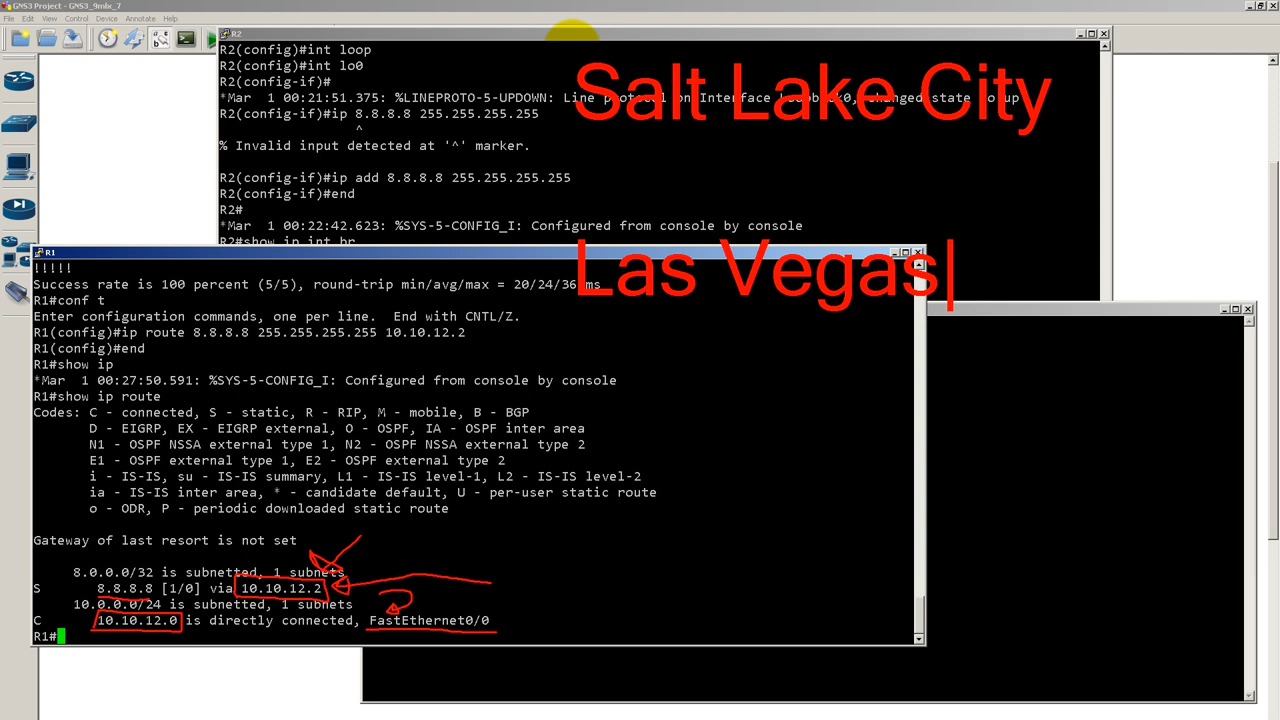 GNS3 Project - GNS3_9mlx_7
File Edit View Control Device Annotate Help
R2
R2(config)#int loop
R2(config)#int lo0
R2(config-if)#
*Mar  1 00:21:51.375: %LINEPROTO-5-UPDOWN: Line protocol on Interface Loopback0, changed state to up
Salt Lake City
R2(config-if)#ip 8.8.8.8 255.255.255.255
^
% Invalid input detected at '^' marker.
R2(config-if)#ip add 8.8.8.8 255.255.255.255
R2(config-if)#end
R2#
*Mar  1 00:22:42.623: %SYS-5-CONFIG_I: Configured from console by console
R2#show ip int br
Las Vegas
R1
!!!!!
Success rate is 100 percent (5/5), round-trip min/avg/max = 20/24/36 ms
R1#conf t
Enter configuration commands, one per line.  End with CNTL/Z.
R1(config)#ip route 8.8.8.8 255.255.255.255 10.10.12.2
R1(config)#end
R1#show ip
*Mar  1 00:27:50.591: %SYS-5-CONFIG_I: Configured from console by console
R1#show ip route
Codes: C - connected, S - static, R - RIP, M - mobile, B - BGP
D - EIGRP, EX - EIGRP external, O - OSPF, IA - OSPF inter area
N1 - OSPF NSSA external type 1, N2 - OSPF NSSA external type 2
E1 - OSPF external type 1, E2 - OSPF external type 2
i - IS-IS, su - IS-IS summary, L1 - IS-IS level-1, L2 - IS-IS level-2
ia - IS-IS inter area, * - candidate default, U - per-user static route
o - ODR, P - periodic downloaded static route
Gateway of last resort is not set
8.0.0.0/32 is subnetted, 1 subnets
S 8.8.8.8 [1/0] via 10.10.12.2
10.0.0.0/24 is subnetted, 1 subnets
C 10.10.12.0 is directly connected, FastEthernet0/0
R1#